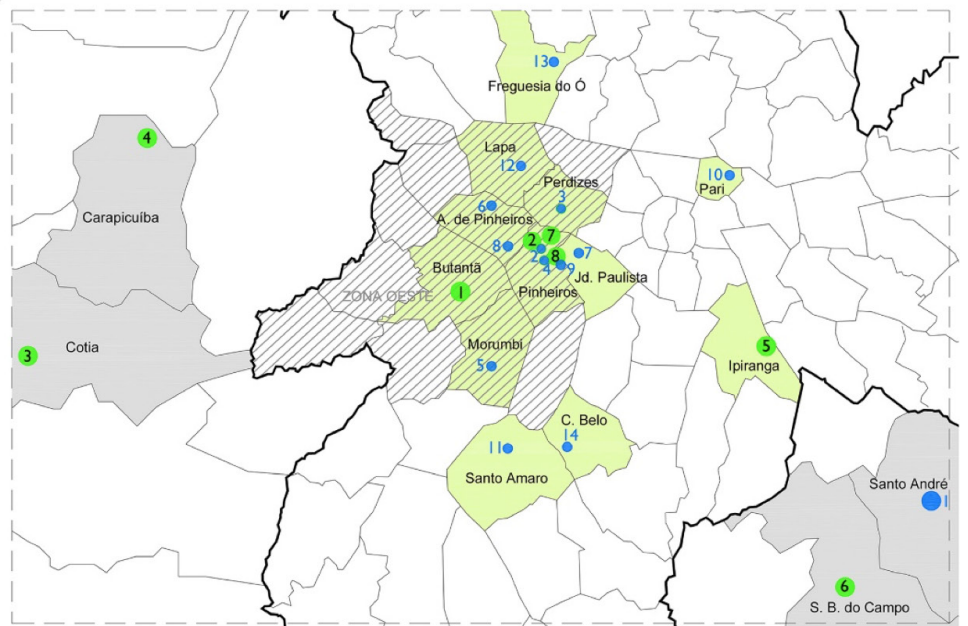 13
Freguesia do Ó
4
Lapa
12
Perdizes
10
Pari
3
6
A. de Pinheiros
Carapicuíba
2
7
8
2
8
7
4
9
Butantã
Jd. Paulista
1
Pinheiros
ZONA OESTE
Cotia
3
Morumbi
5
5
Ipiranga
C. Belo
14
11
Santo Amaro
Santo André
1
6
S. B. do Campo